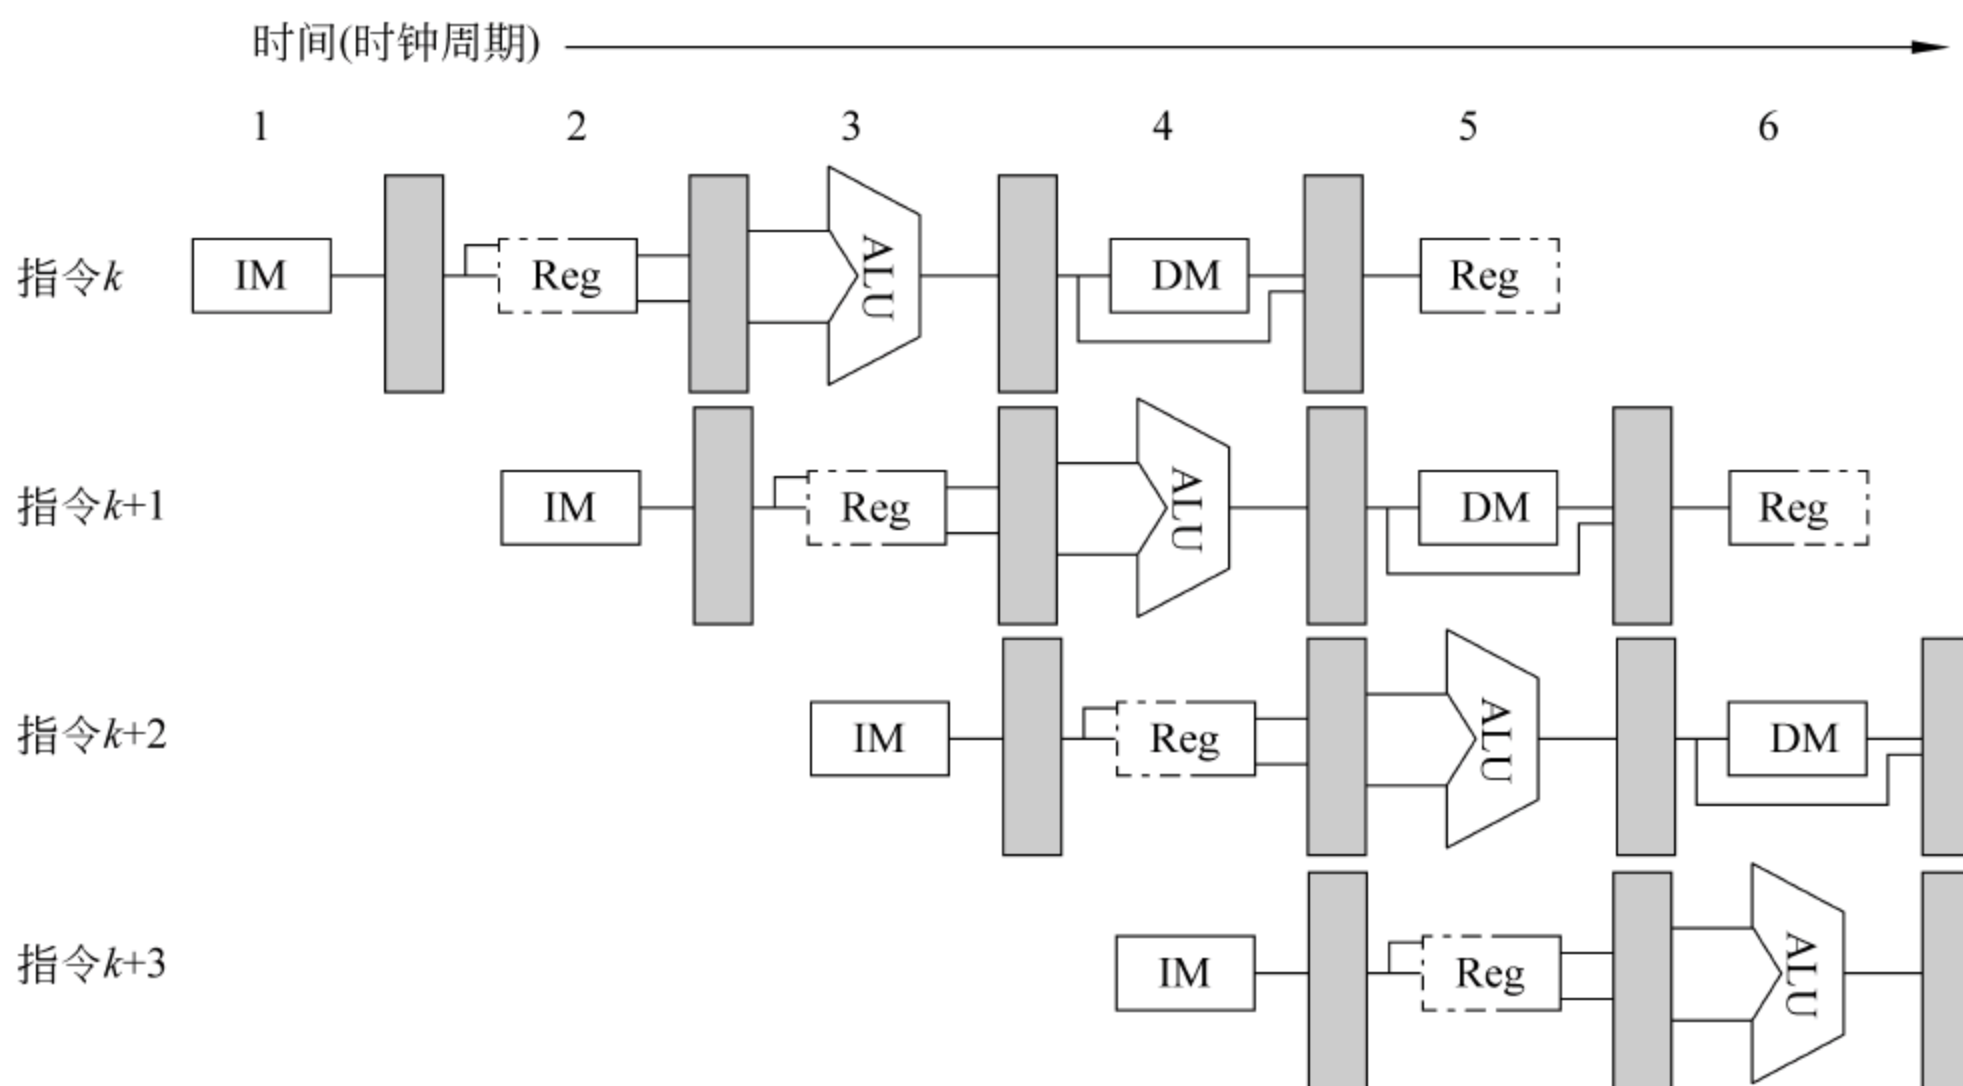 时间(时钟周期)
1 2 3 4 5 6
指令k IM Reg ALU DM Reg
指令k+1 IM Reg ALU DM Reg
指令k+2 IM Reg ALU DM
指令k+3 IM Reg ALU